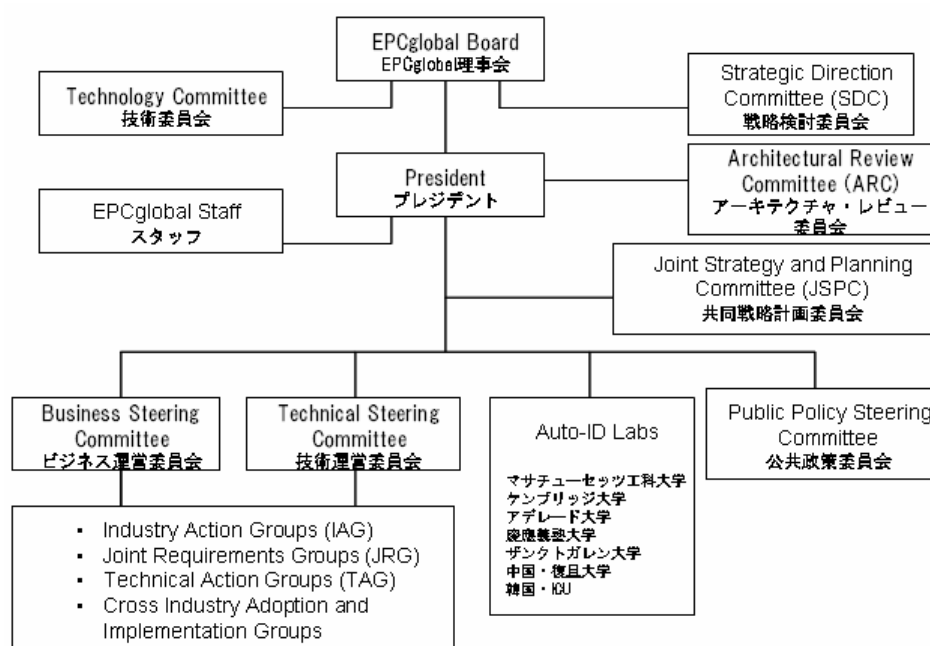 EPCglobal Board
EPCglobal理事会
Technology Committee
技術委員会
Strategic Direction
Committee (SDC)
戦略検討委員会
President
プレジデント
Architectural Review
Committee (ARC)
アーキテクチャ・レビュー
委員会
EPCglobal Staff
スタッフ
Joint Strategy and Planning
Committee (JSPC)
共同戦略計画委員会
Business Steering
Committee
ビジネス運営委員会
Technical Steering
Committee
技術運営委員会
Auto-ID Labs
マサチューセッツ工科大学
ケンブリッジ大学
アデレード大学
慶應義塾大学
ザンクトガレン大学
中国・復旦大学
韓国・ICU
Public Policy Steering
Committee
公共政策委員会
▪ Industry Action Groups (IAG)
▪ Joint Requirements Groups (JRG)
▪ Technical Action Groups (TAG)
▪ Cross Industry Adoption and
Implementation Groups